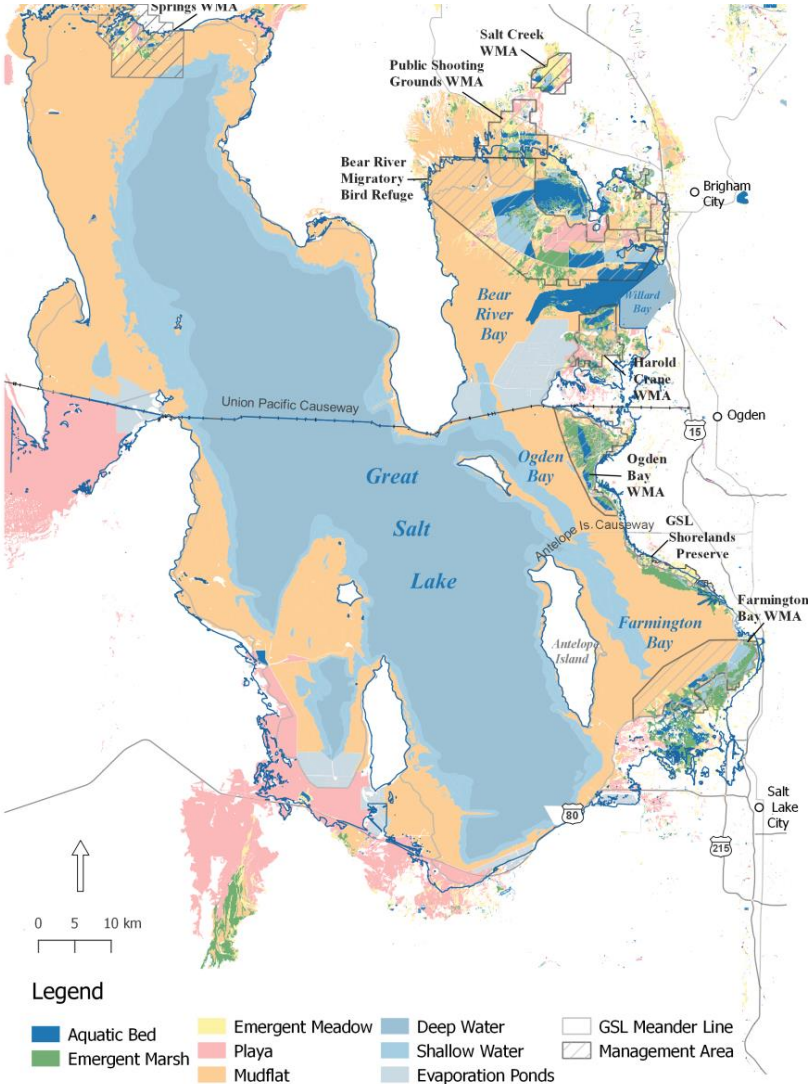 Springs WMA
Salt Creek
WMA
Public Shooting
Grounds WMA
Bear River
Migratory
Bird Refuge
Brigham
City
Bear
River
Bay
Willard
Bay
Harold
Crane
WMA
Union Pacific Causeway
Ogden
15
Great
Salt
Lake
Ogden
Bay
Ogden
Bay
WMA
Antelope Is. Causeway
GSL
Shorelands
Preserve
Farmington
Bay WMA
Farmington
Bay
Antelope
Island
80
Salt
Lake
City
215
0 5 10 km
Legend
Aquatic Bed
Emergent Marsh
Emergent Meadow
Playa
Mudflat
Deep Water
Shallow Water
Evaporation Ponds
GSL Meander Line
Management Area